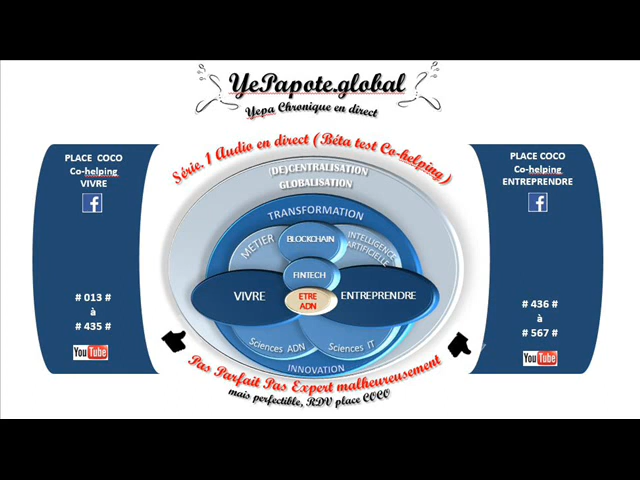 YePapote.global
Yepa Chronique en direct
Série, 1 Audio en direct (Béta test Co-helping)
PLACE COCO
Co-helping
VIVRE
# 013 #
à
# 435 #
YouTube
(DE)CENTRALISATION
GLOBALISATION
TRANSFORMATION
METIER
BLOCKCHAIN
INTELLIGENCE
ARTIFICIELLE
FINTECH
VIVRE
ETRE
ADN
ENTREPRENDRE
Sciences ADN
Sciences IT
INNOVATION
PLACE COCO
Co-helping
ENTREPRENDRE
# 436 #
à
# 567 #
YouTube
Pas Parfait Pas Expert malheureusement
mais perfectible, RDV place COCO